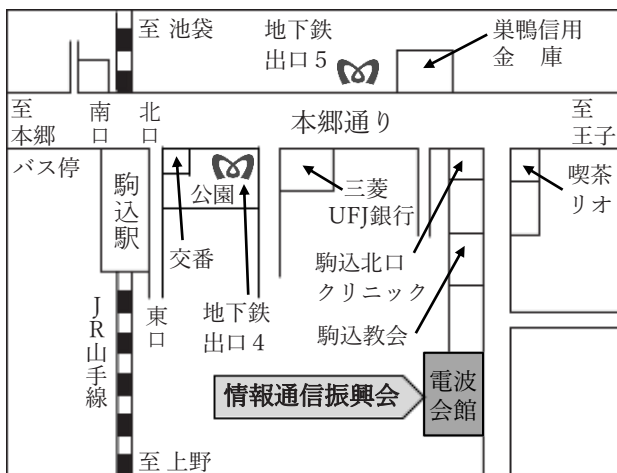 至 池袋
地下鉄
出口５
巣鴨信用
金　庫
至
本郷
南口
北口
本郷通り
至
王子
バス停
駒込駅
公園
交番
三菱
UFJ銀行
喫茶
リオ
駒込北口
クリニック
JR山手線
東口
地下鉄
出口４
駒込教会
情報通信振興会
電波
会館
至 上野